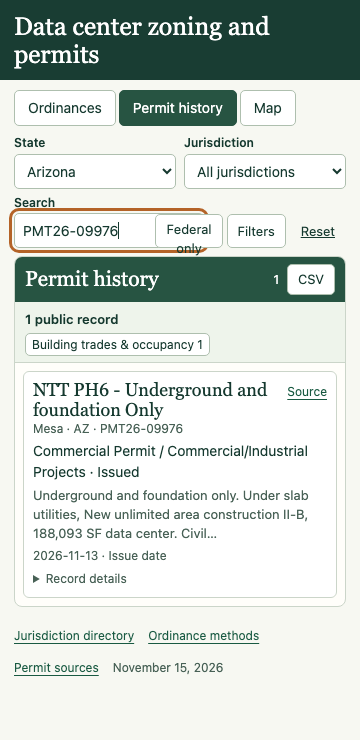 Data center zoning and
permits
Ordinances Permit history Map
State Jurisdiction
Arizona All jurisdictions
Search
PMT26-09976 Federal only Filters Reset
Permit history 1 CSV
1 public record
Building trades & occupancy 1
NTT PH6 - Underground and Source
foundation Only
Mesa · AZ · PMT26-09976
Commercial Permit / Commercial/Industrial
Projects · Issued
Underground and foundation only. Under slab
utilities, New unlimited area construction II-B,
188,093 SF data center. Civil...
2026-11-13 · Issue date
Record details
Jurisdiction directory Ordinance methods
Permit sources November 15, 2026